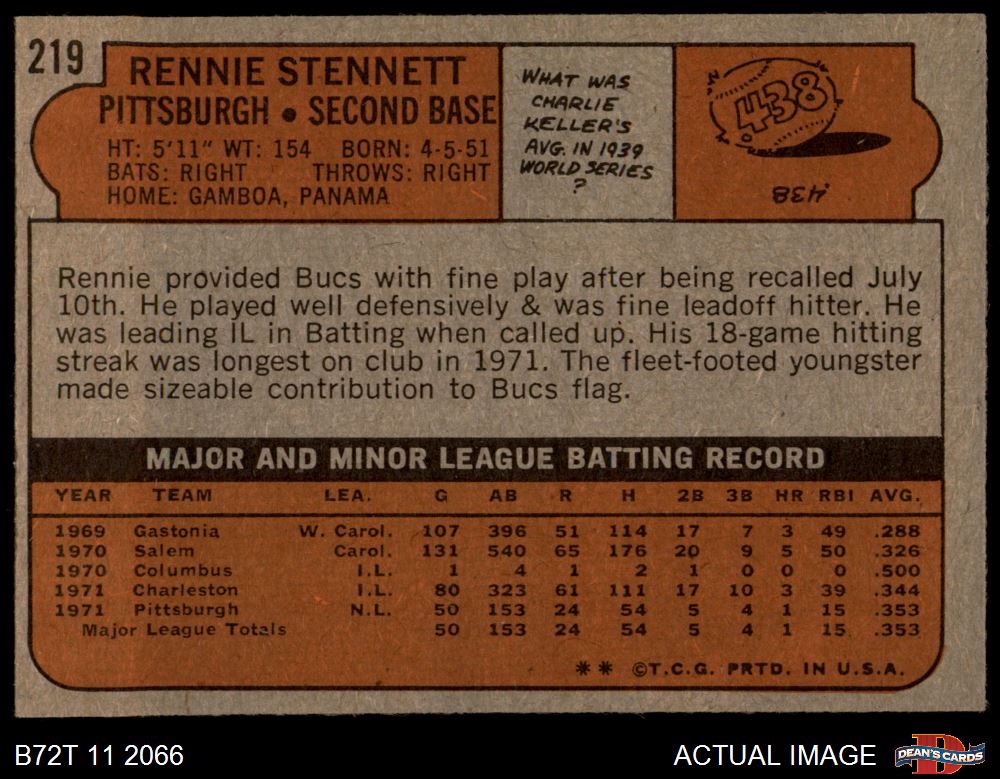 219
RENNIE STENNETT
PITTSBURGH • SECOND BASE
HT: 5'11" WT: 154 BORN: 4-5-51
BATS: RIGHT THROWS: RIGHT
HOME: GAMBOA, PANAMA
WHAT WAS
CHARLIE
KELLER'S
AVG. IN 1939
WORLD SERIES
?
.438
.438
Rennie provided Bucs with fine play after being recalled July
10th. He played well defensively & was fine leadoff hitter. He
was leading IL in Batting when called up. His 18-game hitting
streak was longest on club in 1971. The fleet-footed youngster
made sizeable contribution to Bucs flag.
MAJOR AND MINOR LEAGUE BATTING RECORD
YEAR TEAM LEA. G AB R H 2B 3B HR RBI AVG.
1969 Gastonia W. Carol. 107 396 51 114 17 7 3 49 .288
1970 Salem Carol. 131 540 65 176 20 9 5 50 .326
1970 Columbus I.L. 1 4 1 2 1 0 0 0 .500
1971 Charleston I.L. 80 323 61 111 17 10 3 39 .344
1971 Pittsburgh N.L. 50 153 24 54 5 4 1 15 .353
Major League Totals 50 153 24 54 5 4 1 15 .353
** ©T.C.G. PRTD. IN U.S.A.
B72T 11 2066 ACTUAL IMAGE
DEAN'S CARDS